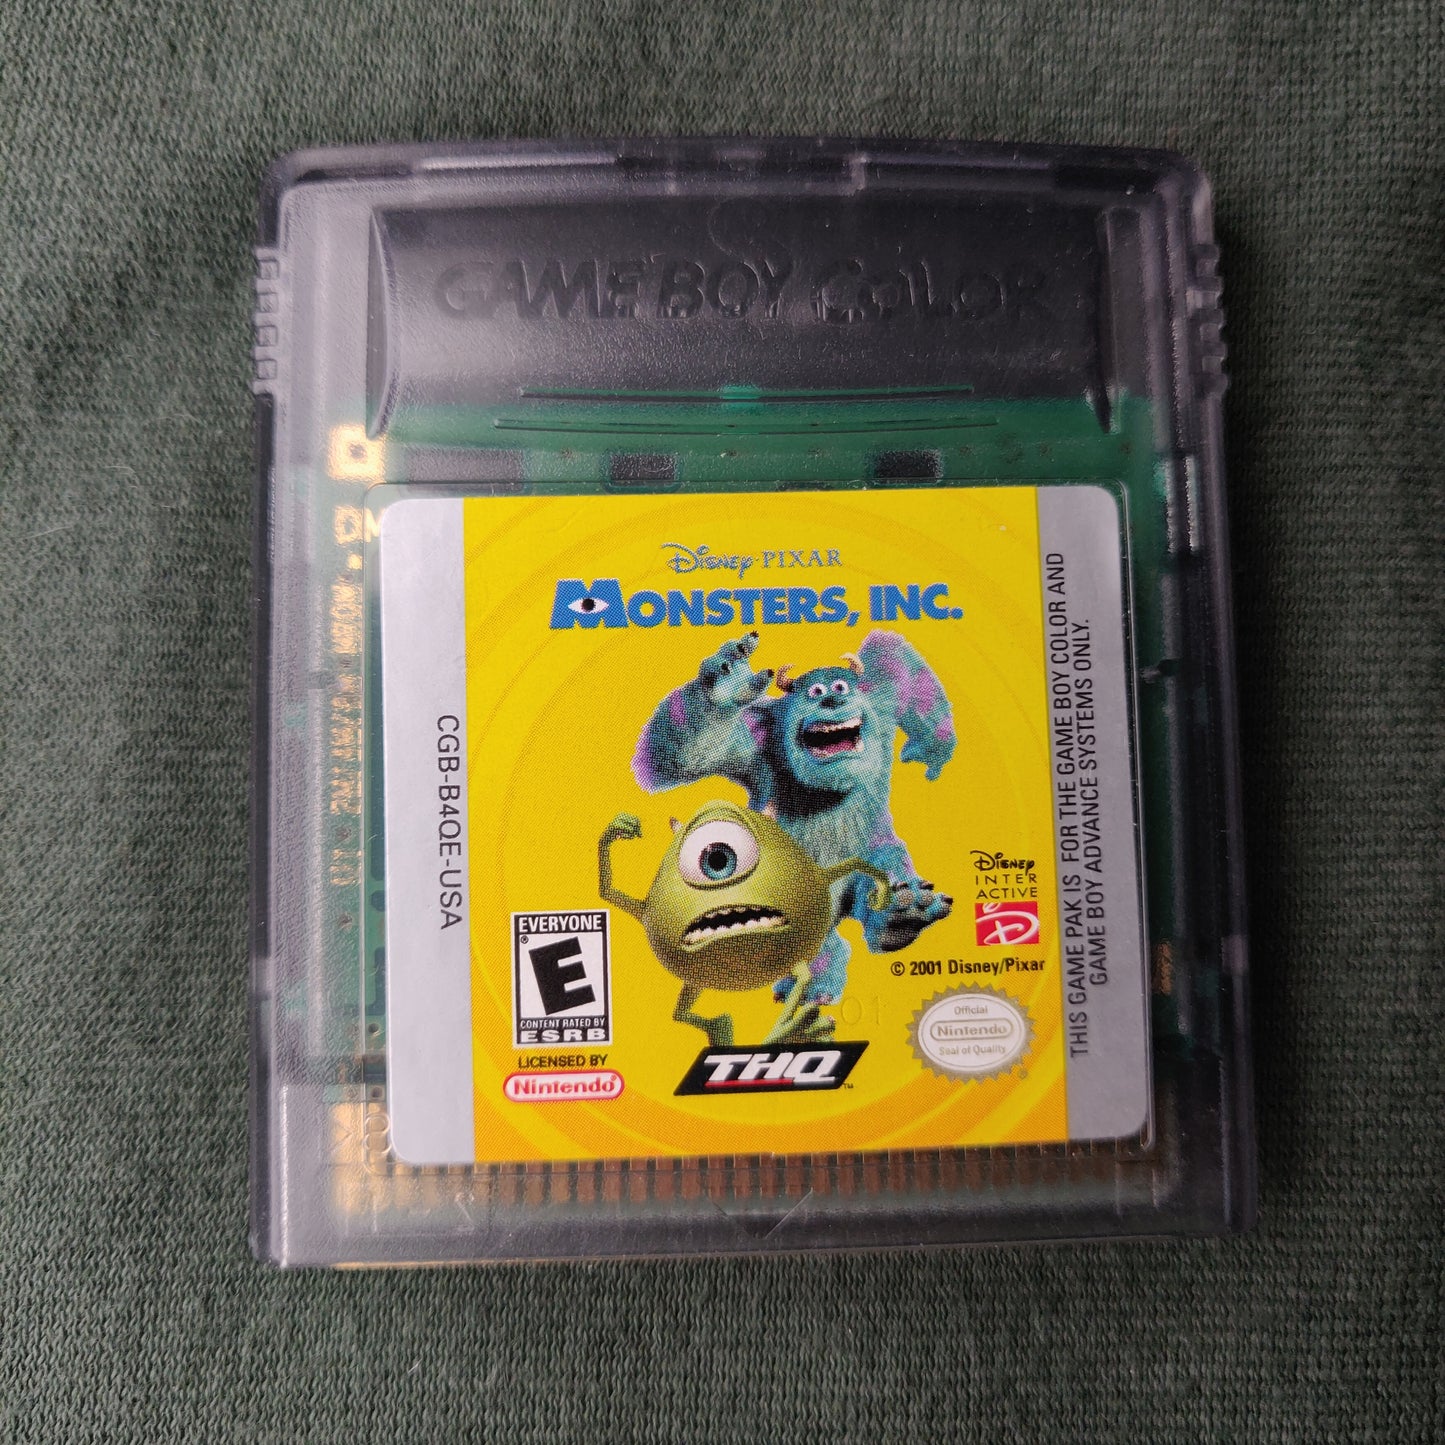 GAME BOY COLOR
Disney·PIXAR
MONSTERS, INC.
CGB-B4QE-USA
THIS GAME PAK IS FOR THE GAME BOY COLOR AND
GAME BOY ADVANCE SYSTEMS ONLY.
Disney
INTER
ACTIVE
D
© 2001 Disney/Pixar
EVERYONE
®
E
CONTENT RATED BY
ESRB
LICENSED BY
Nintendo®
THQ™
01
Official
Nintendo
Seal of Quality
®